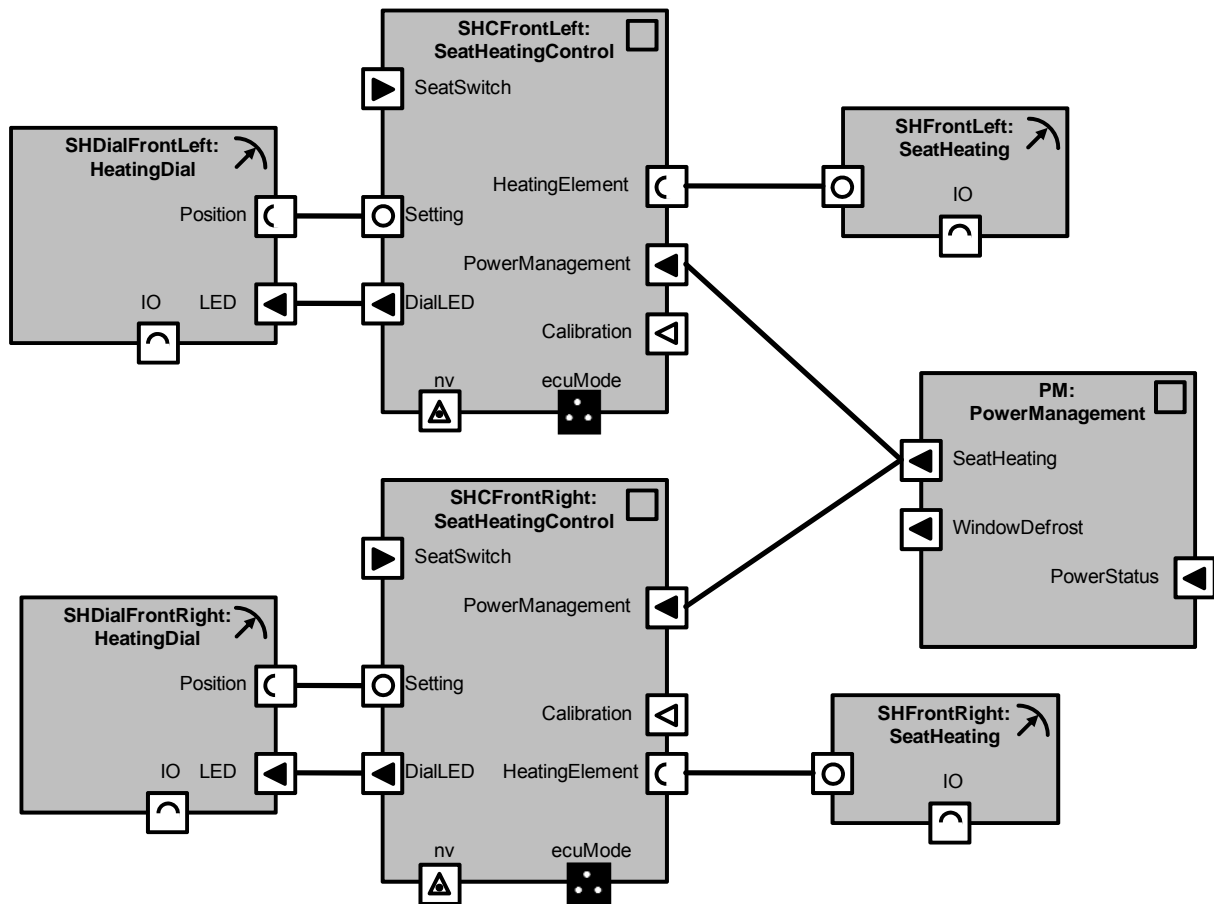 SHCFrontLeft:
SeatHeatingControl
SeatSwitch
SHDialFrontLeft:
HeatingDial
SHFrontLeft:
SeatHeating
HeatingElement
IO
Position
Setting
PowerManagement
IO
LED
DialLED
Calibration
nv
ecuMode
PM:
PowerManagement
SeatHeating
SHCFrontRight:
SeatHeatingControl
WindowDefrost
SeatSwitch
PowerStatus
PowerManagement
SHDialFrontRight:
HeatingDial
Position
Setting
SHFrontRight:
SeatHeating
Calibration
IO
LED
DialLED
HeatingElement
IO
nv
ecuMode